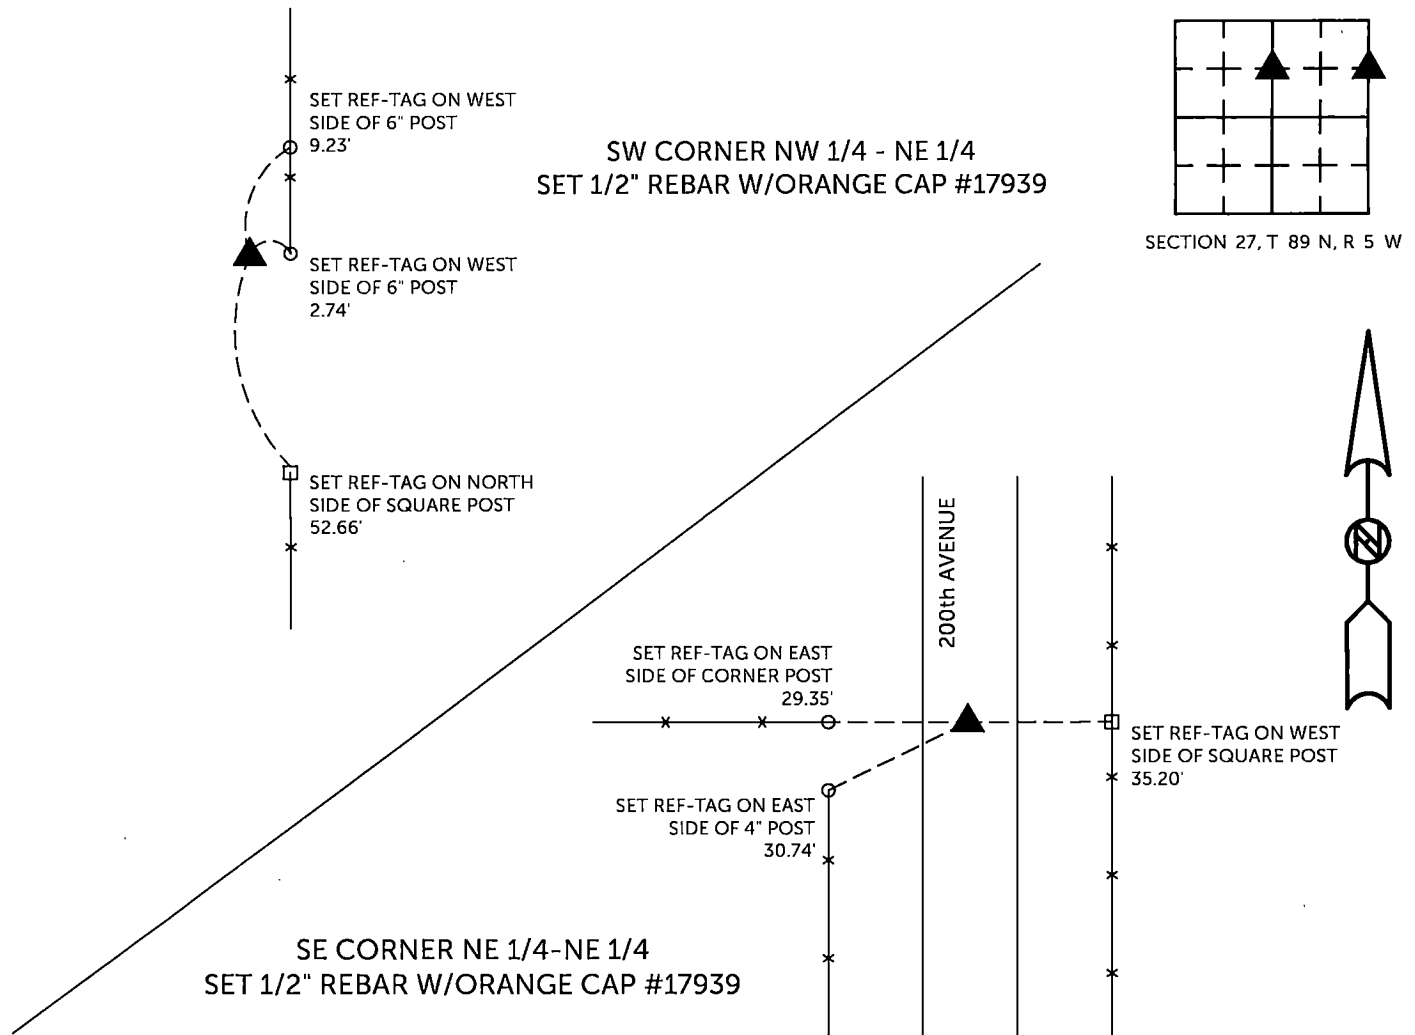 SET REF-TAG ON WEST
SIDE OF 6" POST
9.23'
SW CORNER NW 1/4 - NE 1/4
SET 1/2" REBAR W/ORANGE CAP #17939
SECTION 27, T 89 N, R 5 W
SET REF-TAG ON WEST
SIDE OF 6" POST
2.74'
SET REF-TAG ON NORTH
SIDE OF SQUARE POST
52.66'
N
200th AVENUE
SET REF-TAG ON EAST
SIDE OF CORNER POST
29.35'
SET REF-TAG ON WEST
SIDE OF SQUARE POST
35.20'
SET REF-TAG ON EAST
SIDE OF 4" POST
30.74'
SE CORNER NE 1/4-NE 1/4
SET 1/2" REBAR W/ORANGE CAP #17939